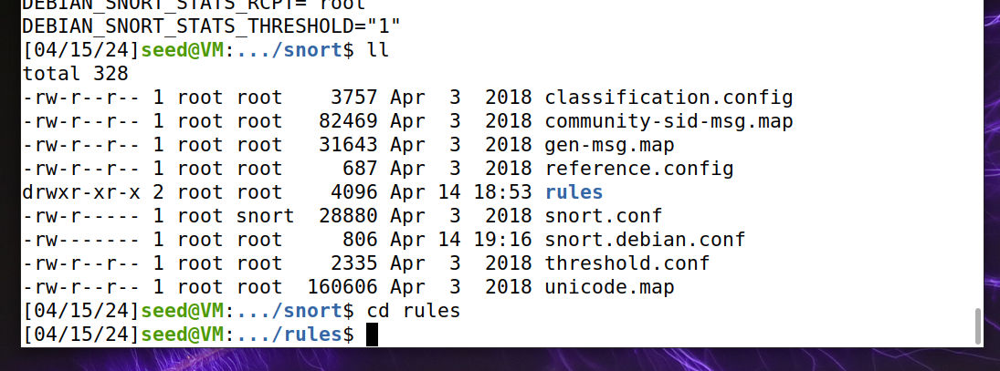 DEBIAN_SNORT_STATS_RCPT="root"
DEBIAN_SNORT_STATS_THRESHOLD="1"
[04/15/24]seed@VM:.../snort$ ll
total 328
-rw-r--r-- 1 root root    3757 Apr  3  2018 classification.config
-rw-r--r-- 1 root root   82469 Apr  3  2018 community-sid-msg.map
-rw-r--r-- 1 root root   31643 Apr  3  2018 gen-msg.map
-rw-r--r-- 1 root root     687 Apr  3  2018 reference.config
drwxr-xr-x 2 root root    4096 Apr 14 18:53 rules
-rw-r----- 1 root snort  28880 Apr  3  2018 snort.conf
-rw------- 1 root root     806 Apr 14 19:16 snort.debian.conf
-rw-r--r-- 1 root root    2335 Apr  3  2018 threshold.conf
-rw-r--r-- 1 root root  160606 Apr  3  2018 unicode.map
[04/15/24]seed@VM:.../snort$ cd rules
[04/15/24]seed@VM:.../rules$